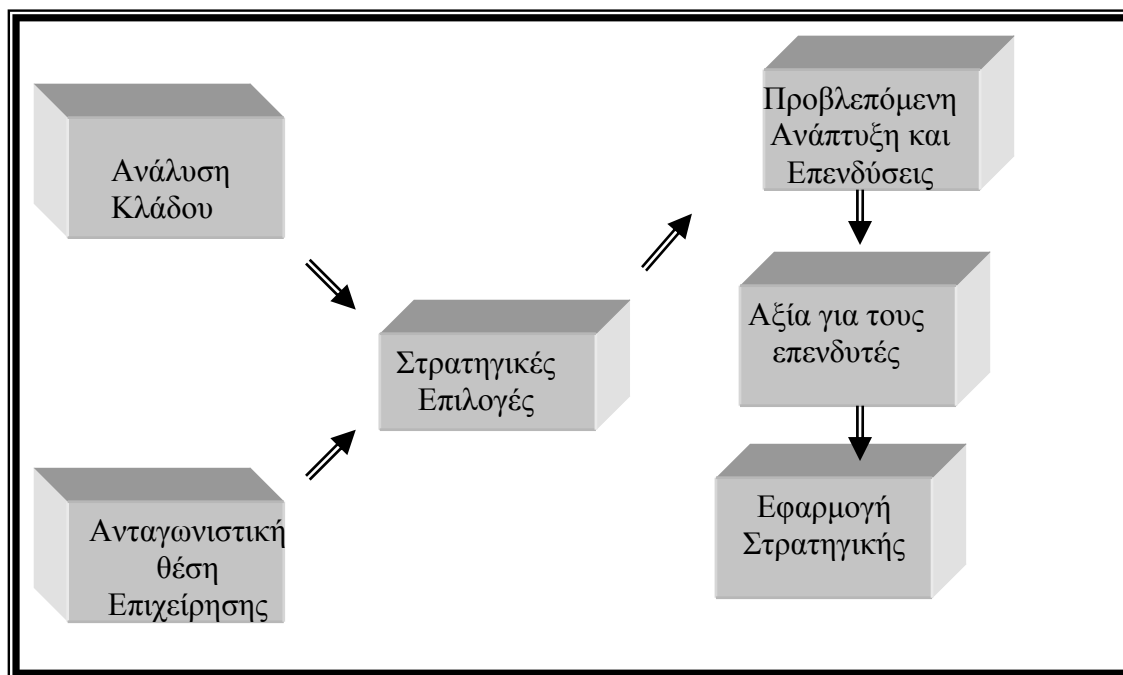 Ανάλυση
Κλάδου
Ανταγωνιστική
θέση
Επιχείρησης
Στρατηγικές
Επιλογές
Προβλεπόμενη
Ανάπτυξη και
Επενδύσεις
Αξία για τους
επενδυτές
Εφαρμογή
Στρατηγικής